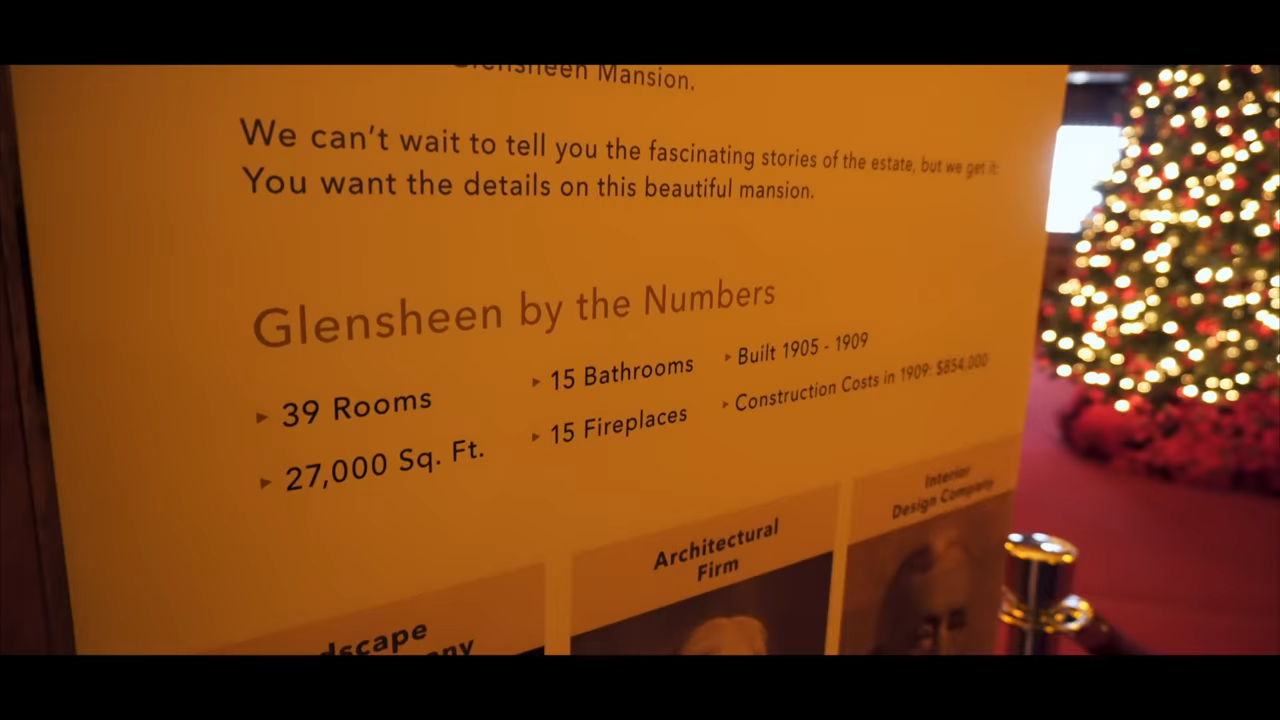 Glensheen Mansion.
We can't wait to tell you the fascinating stories of the estate, but we get it:
You want the details on this beautiful mansion.
Glensheen by the Numbers
▸ 39 Rooms
▸ 27,000 Sq. Ft.
▸ 15 Bathrooms
▸ 15 Fireplaces
▸ Built 1905 - 1909
▸ Construction Costs in 1909: $854,000
dscape
ny
Architectural
Firm
Interior
Design Company